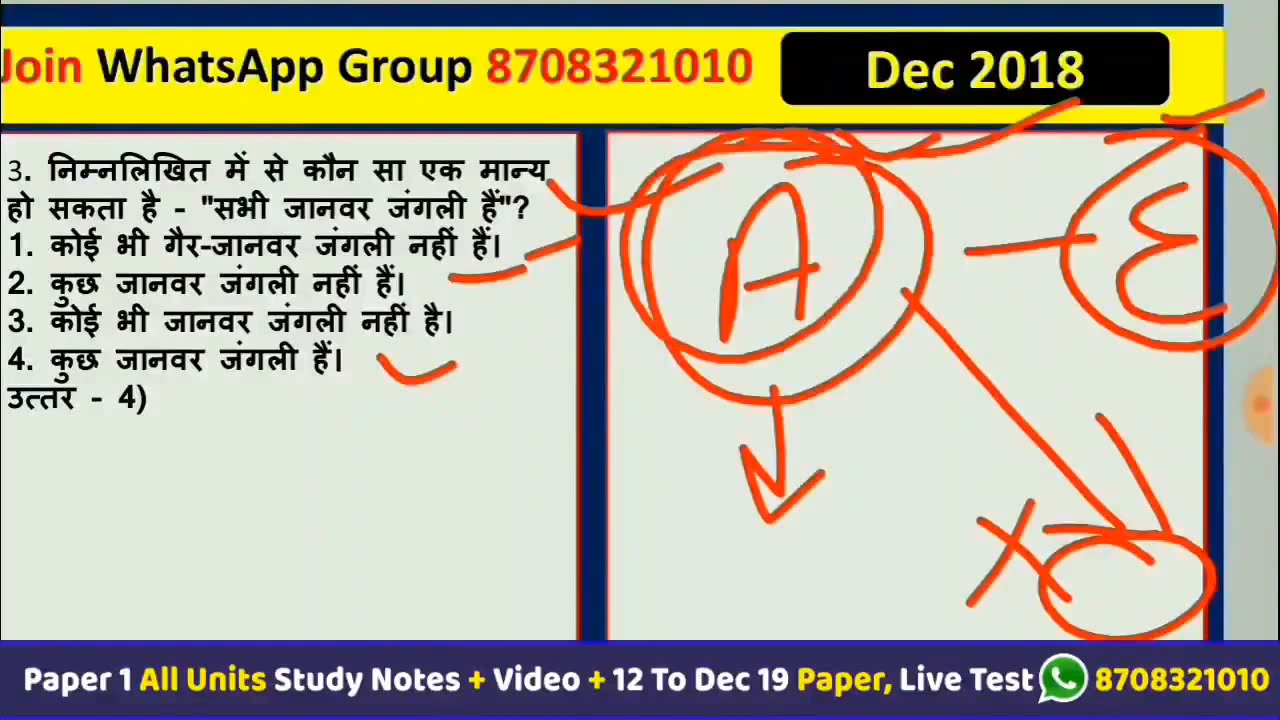 Join WhatsApp Group 8708321010
Dec 2018
3. निम्नलिखित में से कौन सा एक मान्य
हो सकता है - "सभी जानवर जंगली हैं"?
1. कोई भी गैर-जानवर जंगली नहीं हैं।
2. कुछ जानवर जंगली नहीं हैं।
3. कोई भी जानवर जंगली नहीं है।
4. कुछ जानवर जंगली हैं।
उत्तर - 4)
A
E
Paper 1 All Units Study Notes + Video + 12 To Dec 19 Paper, Live Test 8708321010